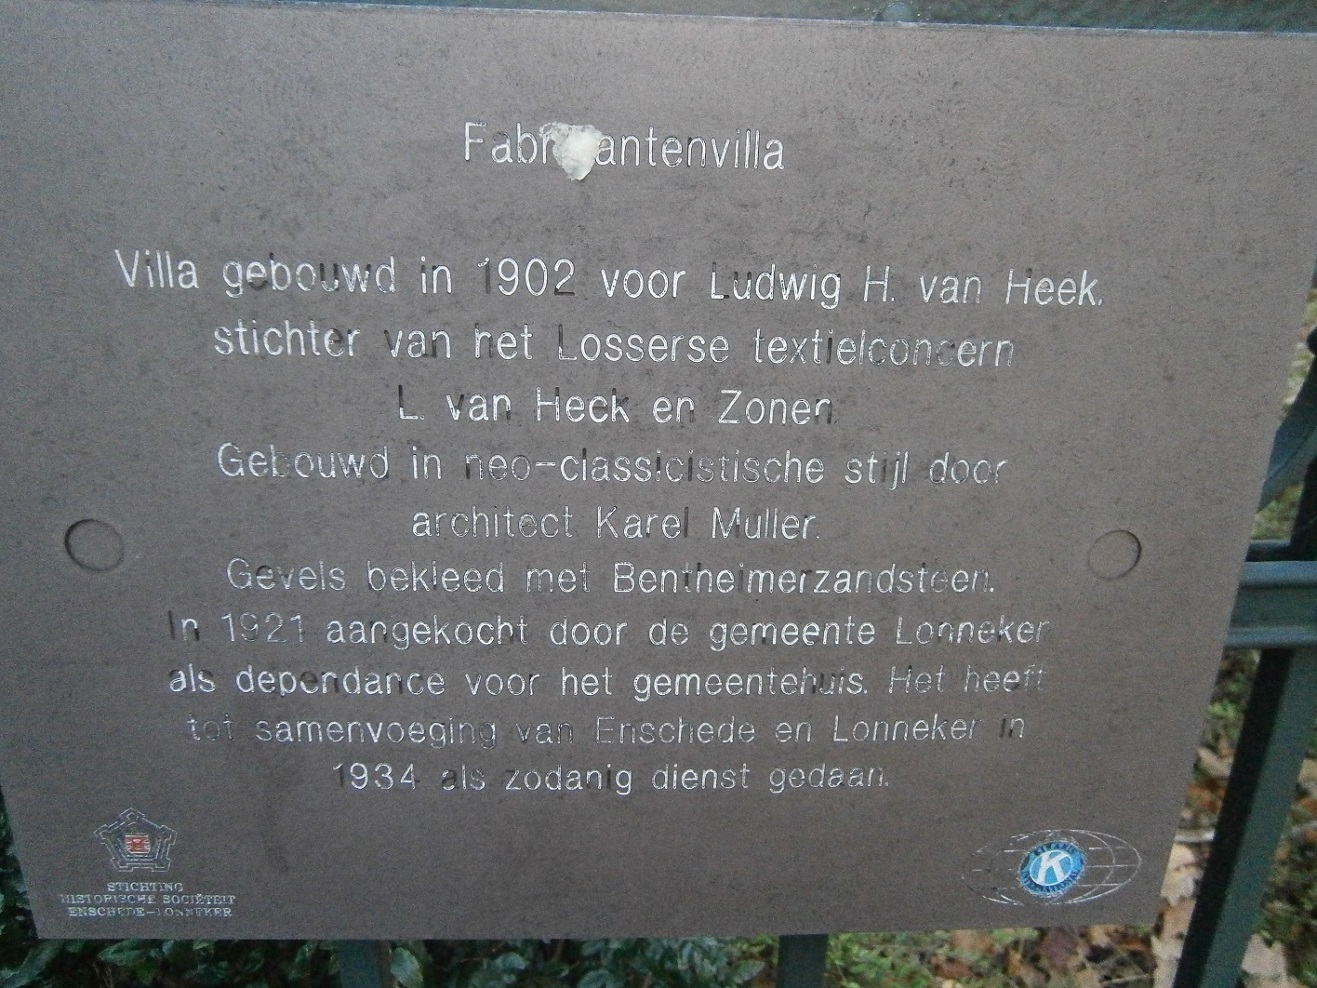 Fabrikantenvilla
Villa gebouwd in 1902 voor Ludwig H. van Heek,
stichter van het Losserse textielconcern
L. van Heck en Zonen.
Gebouwd in neo-classicistische stijl door
architect Karel Muller.
Gevels bekleed met Bentheimerzandsteen.
In 1921 aangekocht door de gemeente Lonneker
als dependance voor het gemeentehuis. Het heeft
tot samenvoeging van Enschede en Lonneker in
1934 als zodanig dienst gedaan.
STICHTING
HISTORISCHE SOCIËTEIT
ENSCHEDE-LONNEKER
K